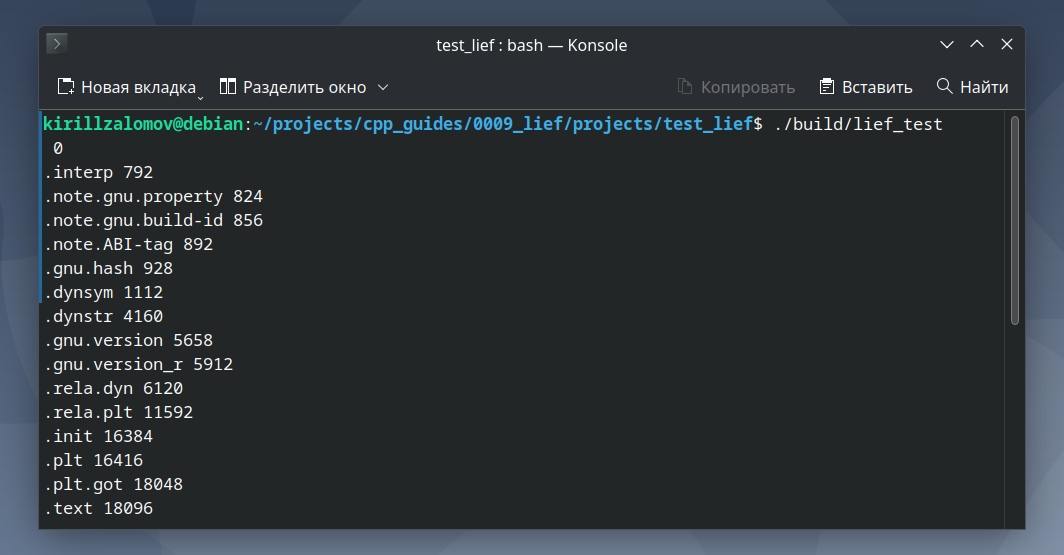 test_lief : bash — Konsole
Новая вкладка Разделить окно Копировать Вставить Найти
kirillzalomov@debian:~/projects/cpp_guides/0009_lief/projects/test_lief$ ./build/lief_test
0
.interp 792
.note.gnu.property 824
.note.gnu.build-id 856
.note.ABI-tag 892
.gnu.hash 928
.dynsym 1112
.dynstr 4160
.gnu.version 5658
.gnu.version_r 5912
.rela.dyn 6120
.rela.plt 11592
.init 16384
.plt 16416
.plt.got 18048
.text 18096